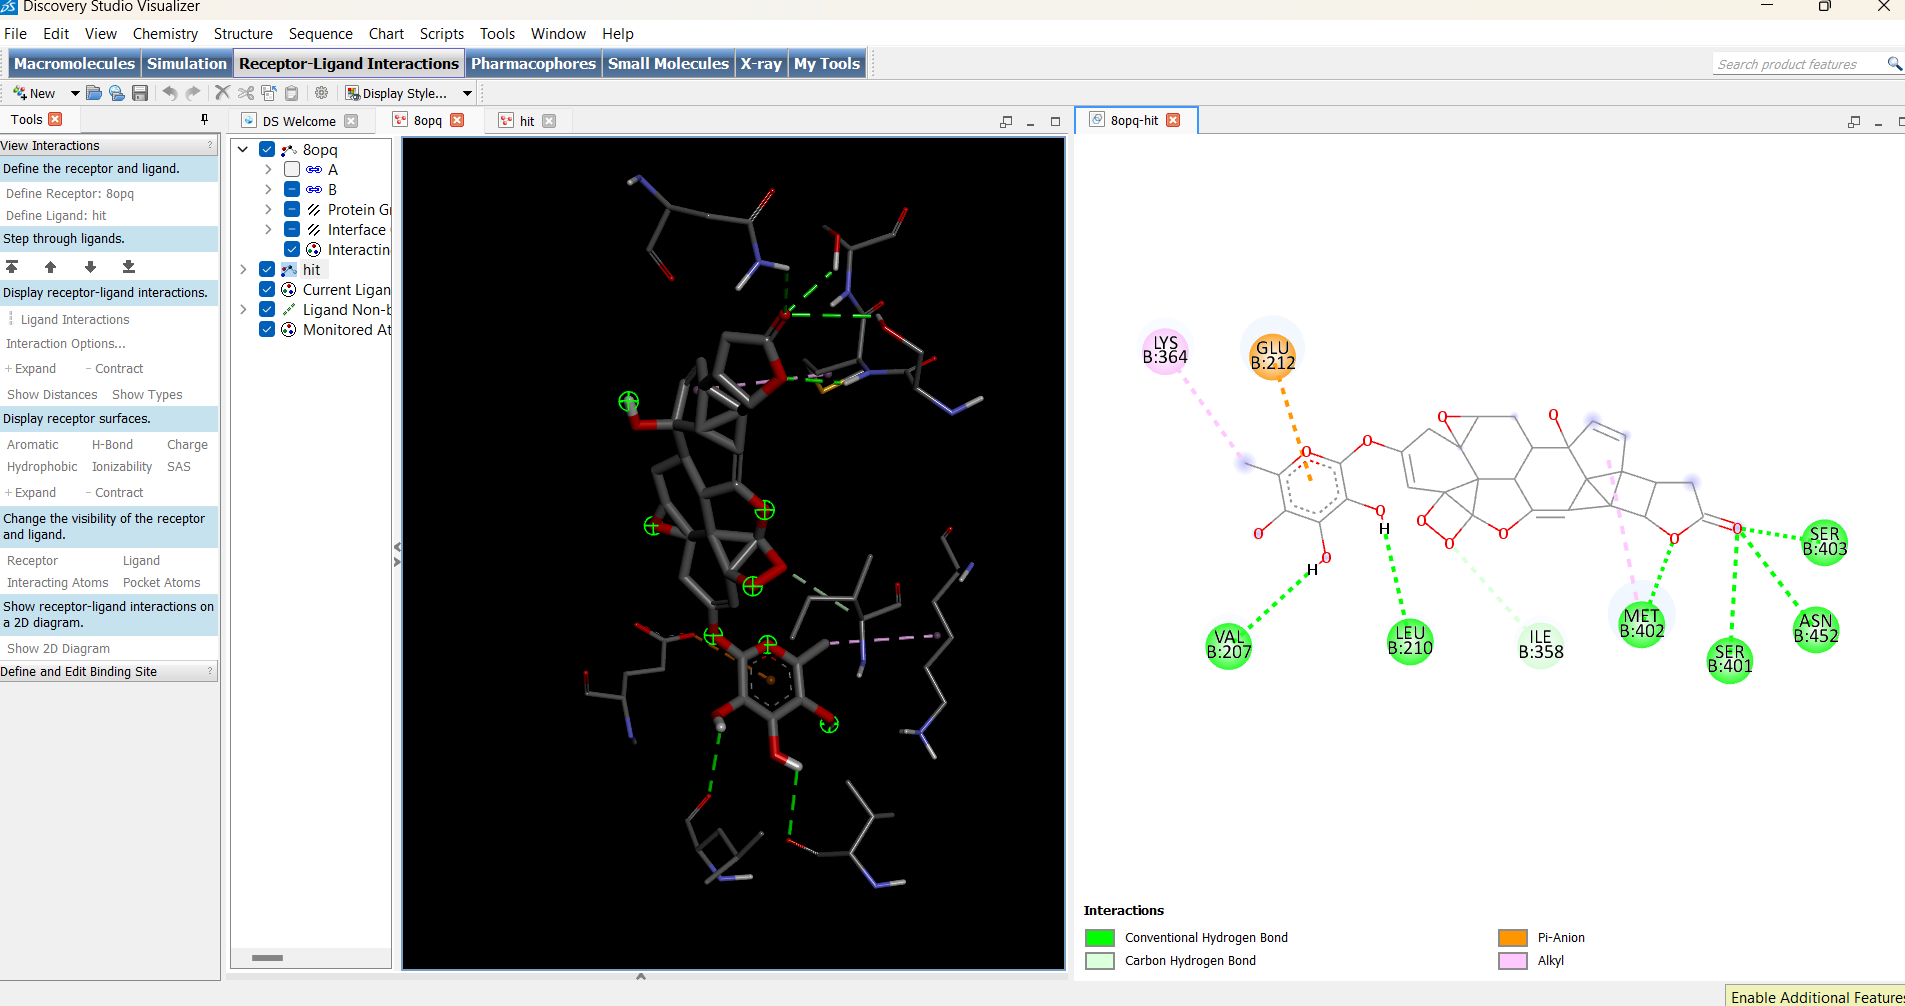 Discovery Studio Visualizer
File Edit View Chemistry Structure Sequence Chart Scripts Tools Window Help
Macromolecules Simulation Receptor-Ligand Interactions Pharmacophores Small Molecules X-ray My Tools
Search product features
New Display Style...
Tools
DS Welcome 8opq hit
8opq-hit
View Interactions ?
Define the receptor and ligand.
Define Receptor: 8opq
Define Ligand: hit
Step through ligands.
Display receptor-ligand interactions.
Ligand Interactions
Interaction Options...
+ Expand - Contract
Show Distances Show Types
Display receptor surfaces.
Aromatic H-Bond Charge
Hydrophobic Ionizability SAS
+ Expand - Contract
Change the visibility of the receptor
and ligand.
Receptor Ligand
Interacting Atoms Pocket Atoms
Show receptor-ligand interactions on
a 2D diagram.
Show 2D Diagram
Define and Edit Binding Site ?
8opq
A
B
Protein Gr
Interface
Interactin
hit
Current Ligan
Ligand Non-b
Monitored At
LYS
B:364
GLU
B:212
O
O
O
O
O
O
H
O
H
O
O
O
O
O
SER
B:403
VAL
B:207
LEU
B:210
ILE
B:358
MET
B:402
SER
B:401
ASN
B:452
Interactions
Conventional Hydrogen Bond
Carbon Hydrogen Bond
Pi-Anion
Alkyl
Enable Additional Features